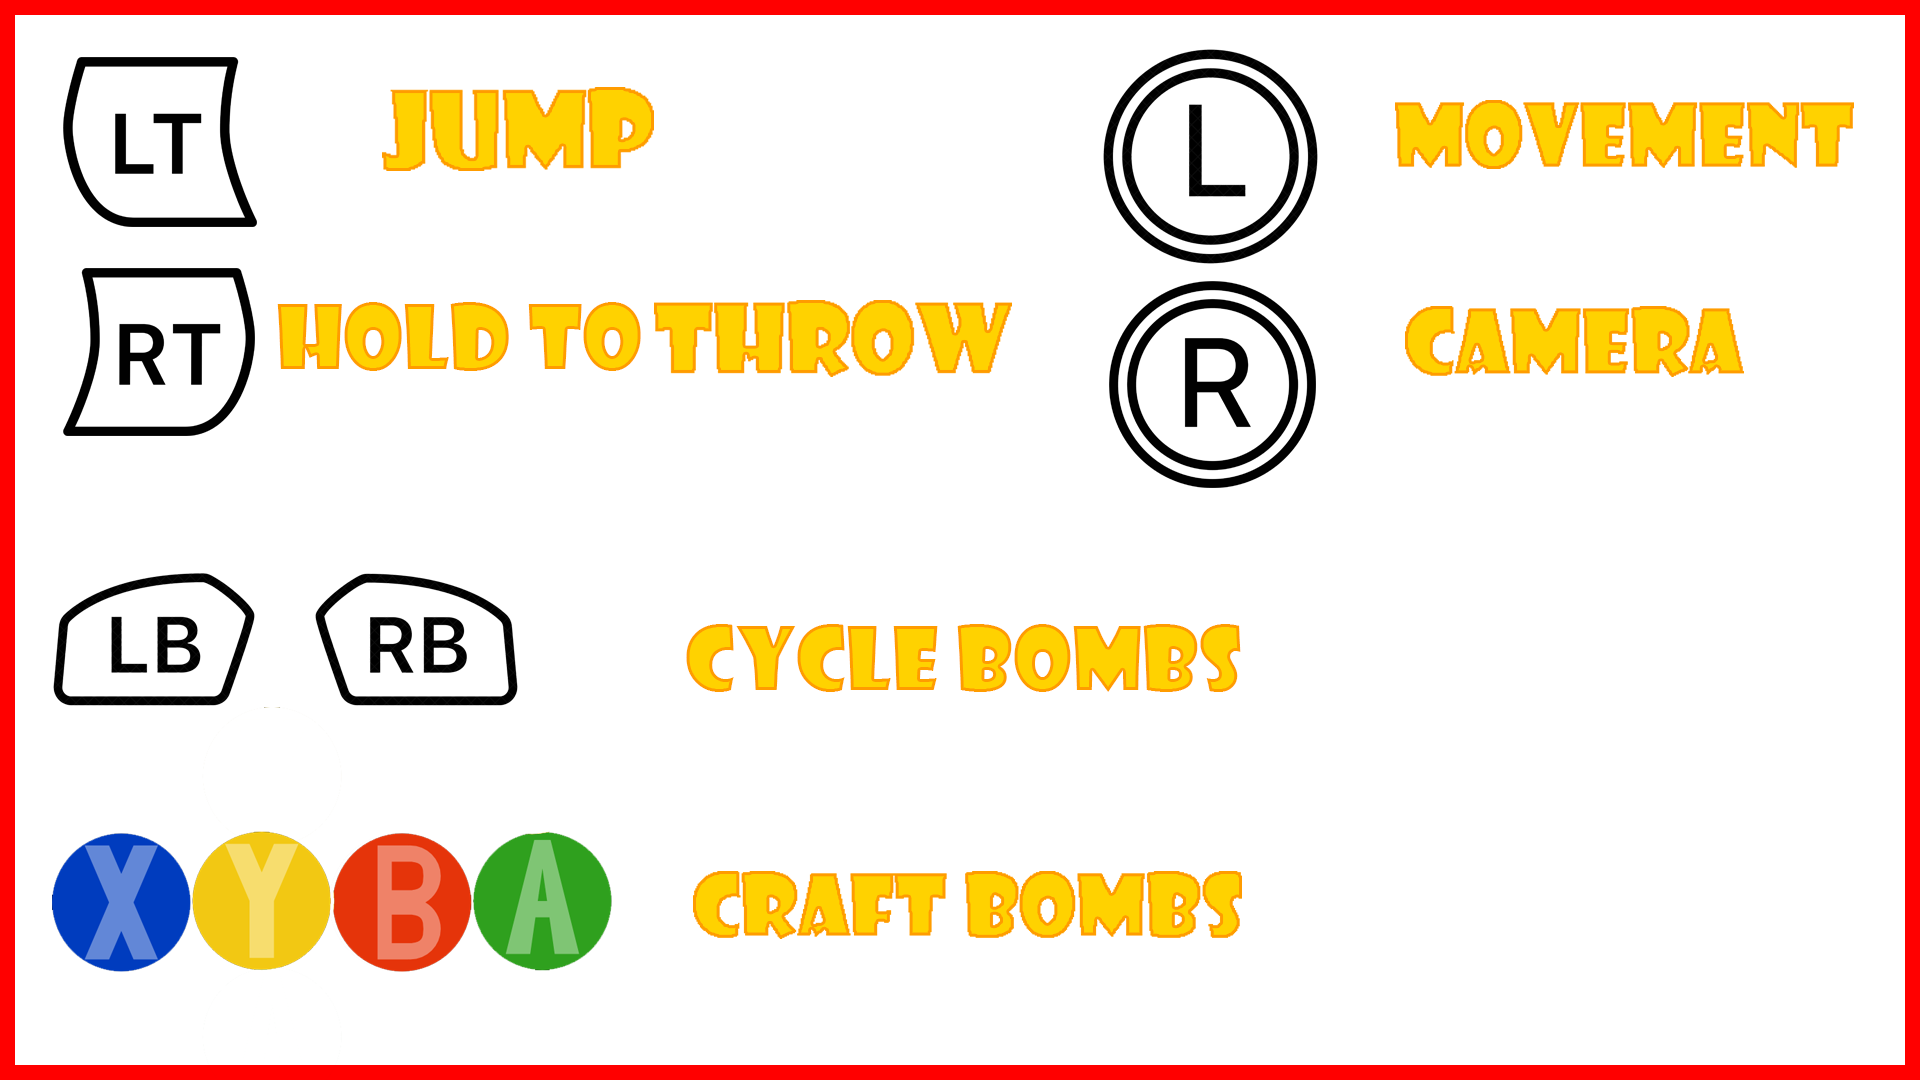 LT JUMP
RT HOLD TO THROW
L MOVEMENT
R CAMERA
LB RB CYCLE BOMBS
X Y B A CRAFT BOMBS